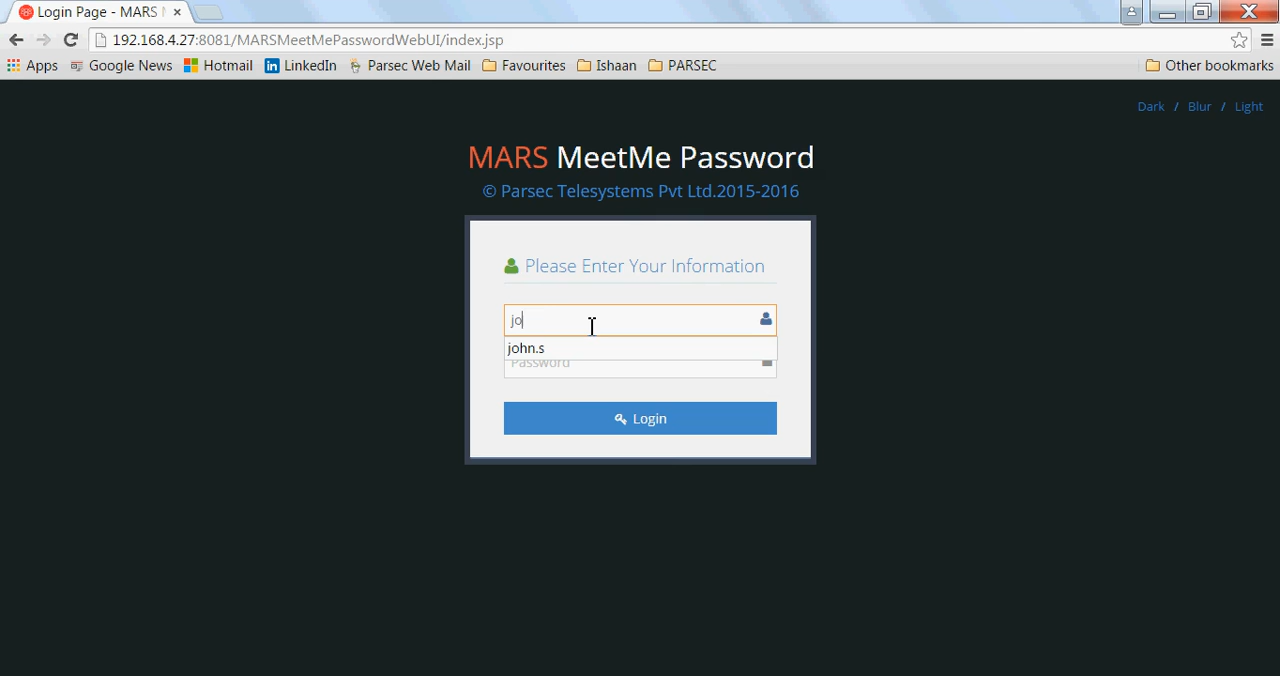 Login Page - MARS M
192.168.4.27:8081/MARSMeetMePasswordWebUI/index.jsp
Apps Google News Hotmail LinkedIn Parsec Web Mail Favourites Ishaan PARSEC Other bookmarks
Dark / Blur / Light
MARS MeetMe Password
© Parsec Telesystems Pvt Ltd.2015-2016
Please Enter Your Information
jo
john.s
Password
Login